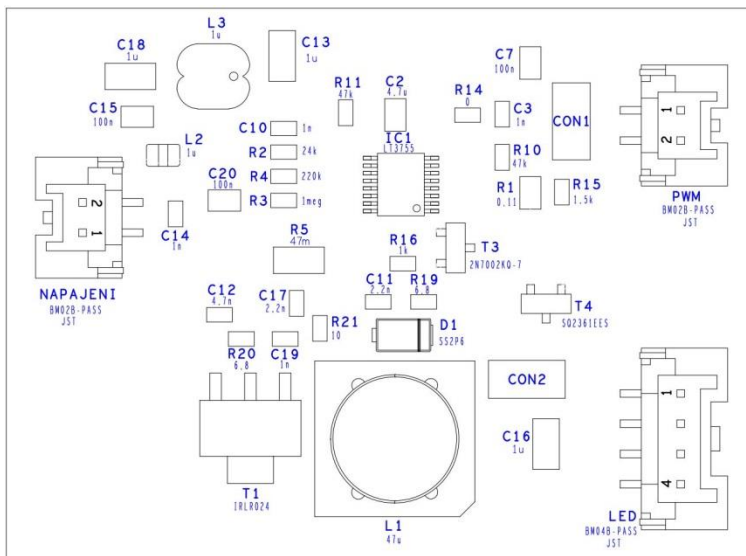 L3
1u
C18
1u
C13
1u
C7
100n
R11
47k
C2
4.7u
R14
0
C15
100n
C3
1n
CON1
1
2
PWM
BM02B-PASS
JST
C10
1n
IC1
LT3755
L2
1u
R2
24k
R10
47k
R4
220k
C20
100n
R3
1meg
R1
0.11
R15
1.5k
2
1
NAPAJENI
BM02B-PASS
JST
C14
1n
R5
47m
R16
1k
T3
2N7002KQ-7
C11
2.2n
R19
6.8
C12
4.7n
C17
2.2n
T4
SQ2361EES
R21
10
D1
SS2P6
R20
6.8
C19
1n
CON2
1
4
LED
BM04B-PASS
JST
C16
1u
T1
IRLR024
L1
47u